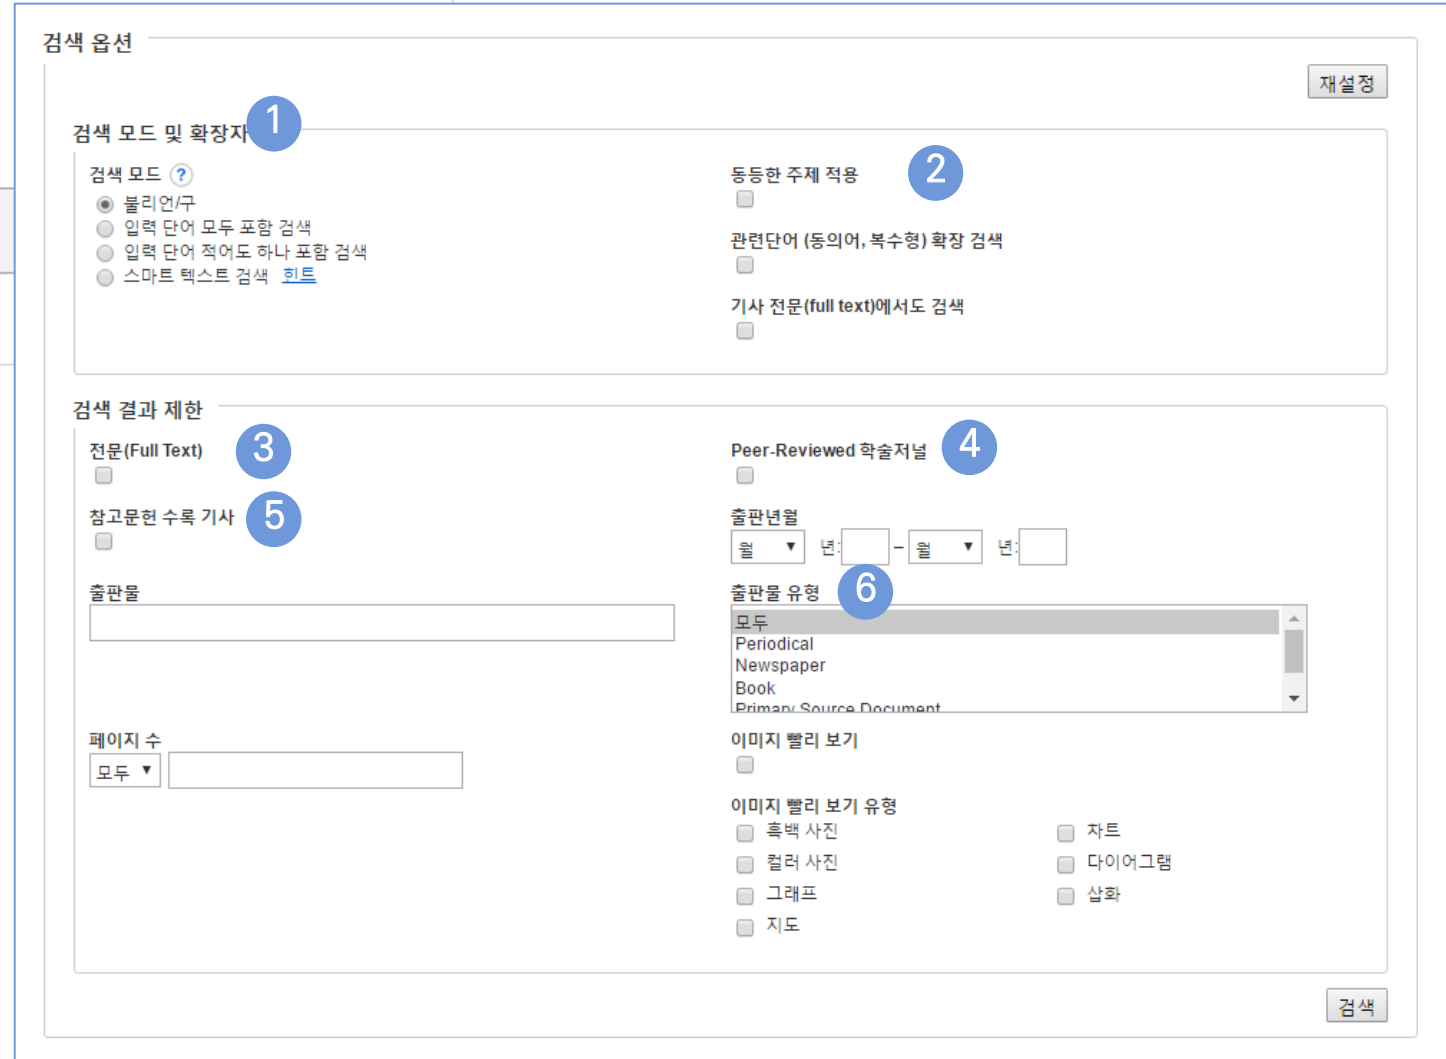 검색 옵션
재설정
검색 모드 및 확장자 1
검색 모드 ?
불리언/구
입력 단어 모두 포함 검색
입력 단어 적어도 하나 포함 검색
스마트 텍스트 검색 힌트
동등한 주제 적용 2
관련단어 (동의어, 복수형) 확장 검색
기사 전문(full text)에서도 검색
검색 결과 제한
전문(Full Text) 3
Peer-Reviewed 학술저널 4
참고문헌 수록 기사 5
출판년월
월 년: – 월 년:
출판물
출판물 유형 6
모두
Periodical
Newspaper
Book
Primary Source Document
페이지 수
모두
이미지 빨리 보기
이미지 빨리 보기 유형
흑백 사진 차트
컬러 사진 다이어그램
그래프 삽화
지도
검색